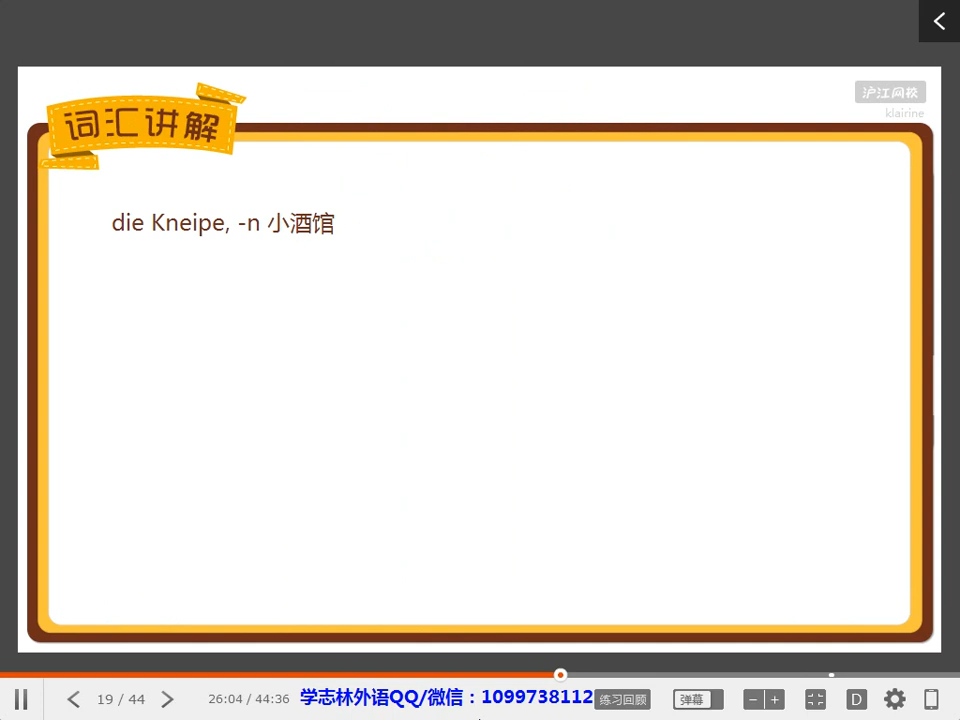 沪江网校
klairine
词汇讲解
die Kneipe, -n 小酒馆
19 / 44
26:04 / 44:36
学志林外语QQ/微信：1099738112
练习回顾
弹幕
D